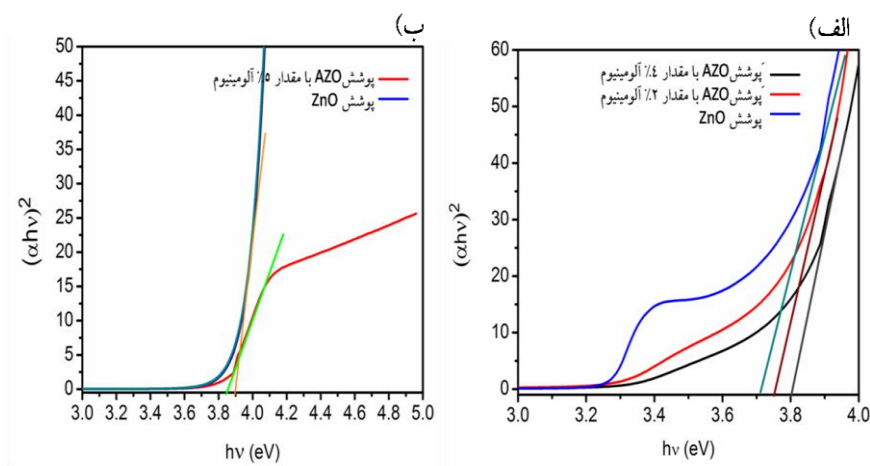 الف)
60
50
40
30
20
10
0
3.0 3.2 3.4 3.6 3.8 4.0
(αhν)²
hν (eV)
پوشش AZO با مقدار ٤٪ آلومینیوم
پوشش AZO با مقدار ۲٪ آلومینیوم
پوشش ZnO
ب)
50
45
40
35
30
25
20
15
10
5
0
3.0 3.2 3.4 3.6 3.8 4.0 4.2 4.4 4.6 4.8 5.0
(αhν)²
hν (eV)
پوشش AZO با مقدار ۵٪ آلومینیوم
پوشش ZnO